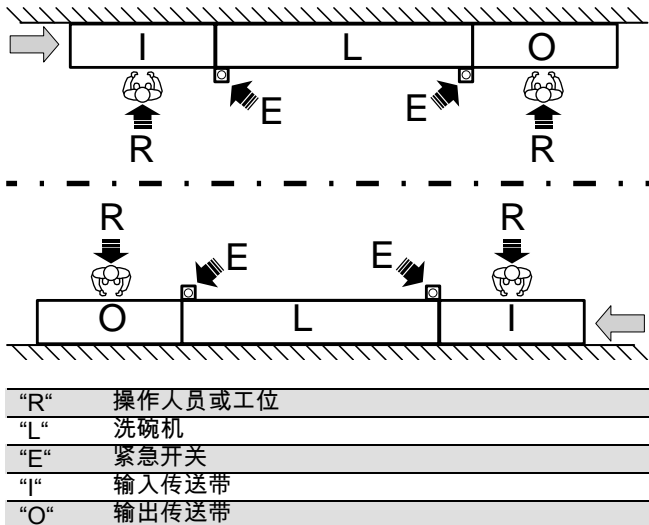 I L O
E E
R R
R R
E E
O L I
“R“ 操作人员或工位
“L“ 洗碗机
“E“ 紧急开关
“I“ 输入传送带
“O“ 输出传送带